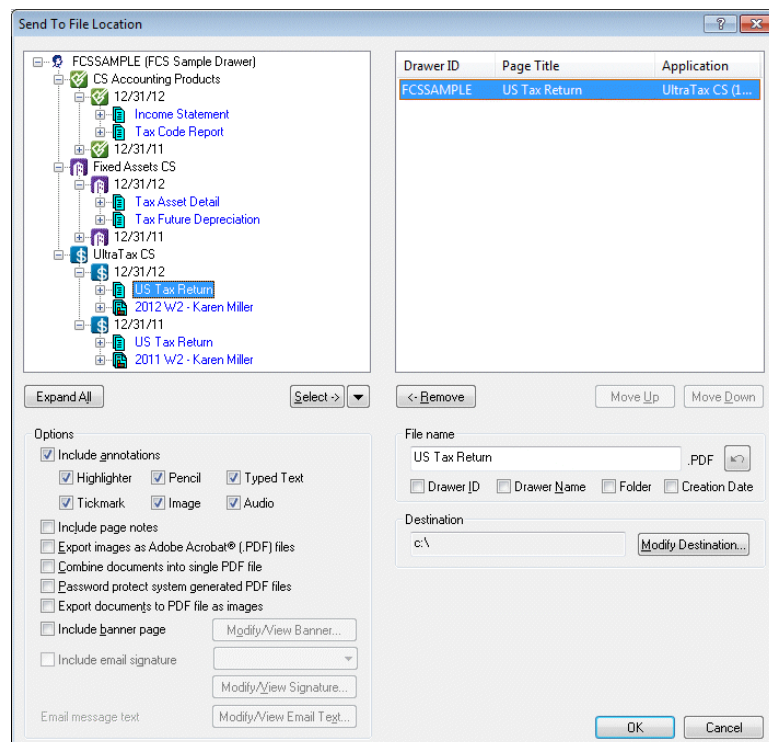 Send To File Location
FCSSAMPLE (FCS Sample Drawer)
CS Accounting Products
12/31/12
Income Statement
Tax Code Report
12/31/11
Fixed Assets CS
12/31/12
Tax Asset Detail
Tax Future Depreciation
12/31/11
UltraTax CS
12/31/12
US Tax Return
2012 W2 - Karen Miller
12/31/11
US Tax Return
2011 W2 - Karen Miller
Drawer ID Page Title Application
FCSSAMPLE US Tax Return UltraTax CS (1...
Expand All Select -> <- Remove Move Up Move Down
Options
Include annotations
Highlighter Pencil Typed Text
Tickmark Image Audio
Include page notes
Export images as Adobe Acrobat® (.PDF) files
Combine documents into single PDF file
Password protect system generated PDF files
Export documents to PDF file as images
Include banner page Modify/View Banner...
Include email signature
Modify/View Signature...
Email message text Modify/View Email Text...
File name
US Tax Return .PDF
Drawer ID Drawer Name Folder Creation Date
Destination
c:\ Modify Destination...
OK Cancel